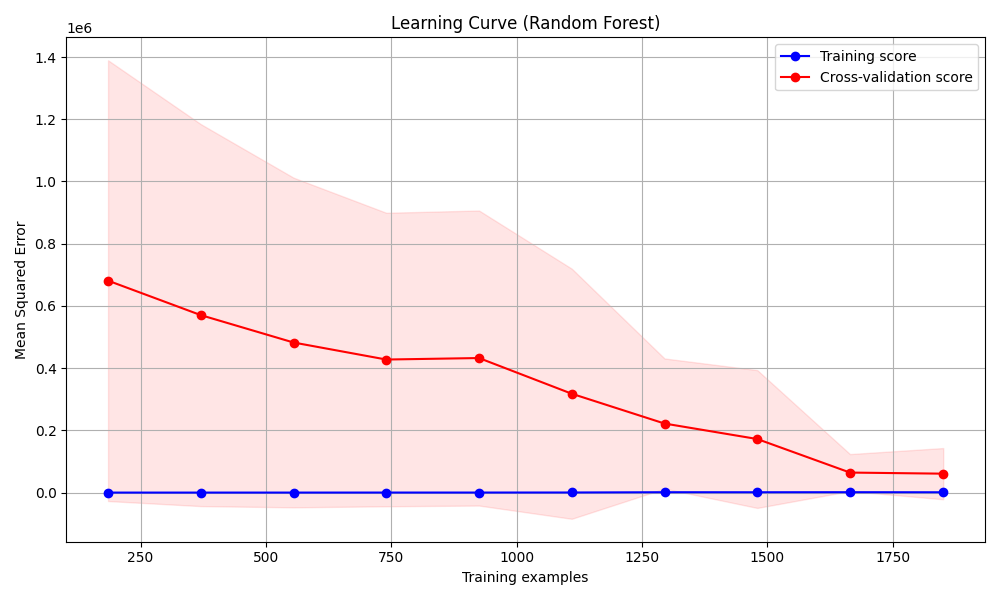 Learning Curve (Random Forest)
1e6
Training score
Cross-validation score
Mean Squared Error
1.4
1.2
1.0
0.8
0.6
0.4
0.2
0.0
250 500 750 1000 1250 1500 1750
Training examples